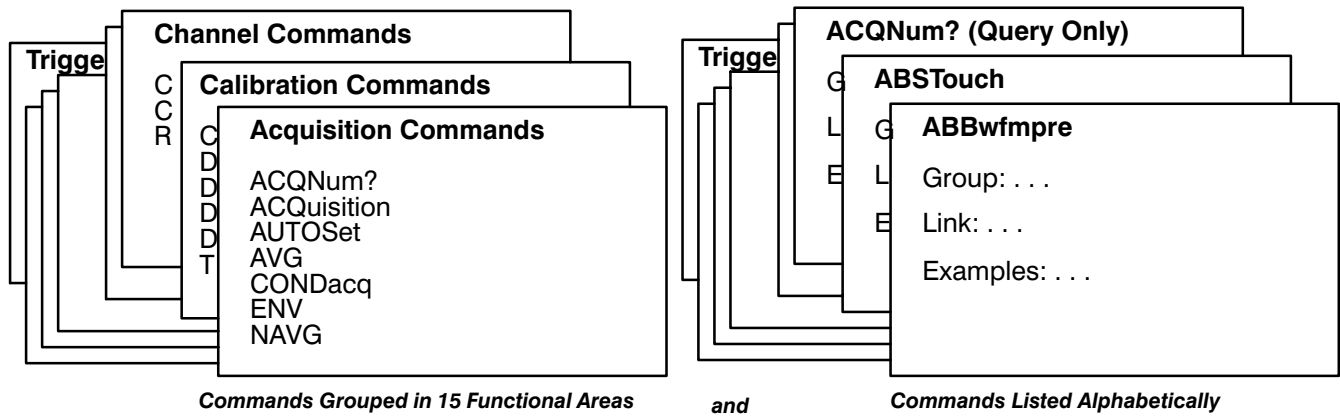 Trigge
Channel Commands
C
C
R
Calibration Commands
C
D
D
D
D
T
Acquisition Commands
ACQNum?
ACQuisition
AUTOSet
AVG
CONDacq
ENV
NAVG
Commands Grouped in 15 Functional Areas
and
Trigge
ACQNum? (Query Only)
G
L
E
ABSTouch
G
L
E
ABBwfmpre
Group: . . .
Link: . . .
Examples: . . .
Commands Listed Alphabetically